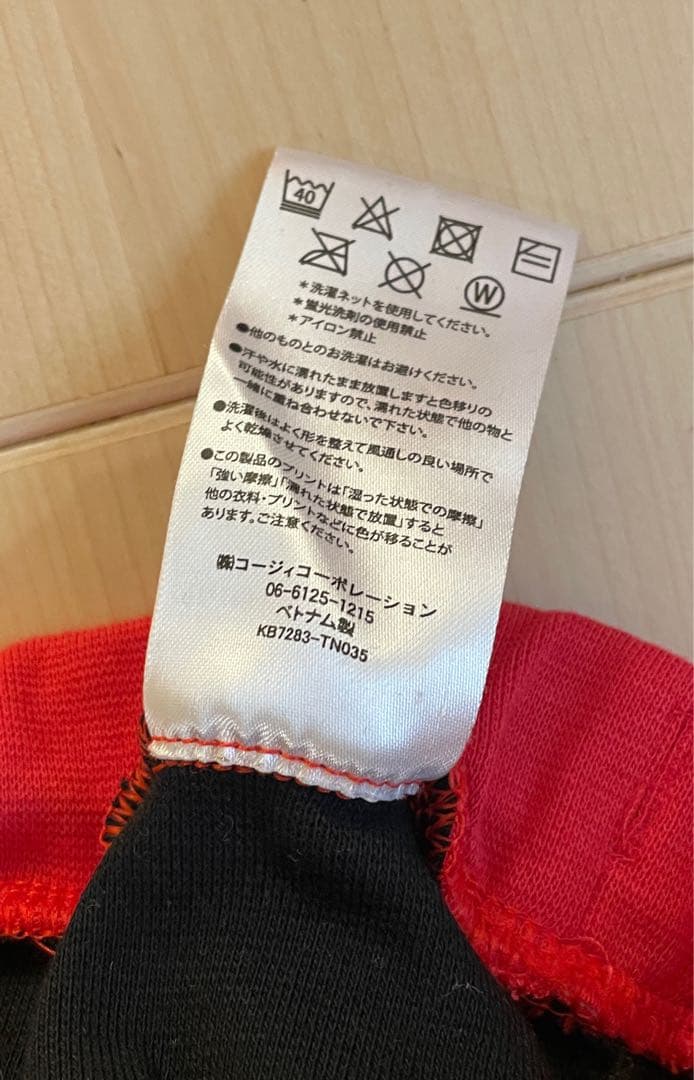 40
W
*洗濯ネットを使用してください。
*蛍光洗剤の使用禁止
*アイロン禁止
●他のものとのお洗濯はお避けください。
●汗や水に濡れたまま放置しますと色移りの
可能性がありますので、濡れた状態で他の物と
一緒に重ね合わせないで下さい。
●洗濯後はよく形を整えて風通しの良い場所で
よく乾燥させてください。
●この製品のプリントは「湿った状態での摩擦」
「強い摩擦」「濡れた状態で放置」すると
他の衣料・プリントなどに色が移ることが
あります。ご注意ください。
㈱コージィコーポレーション
06-6125-1215
ベトナム製
KB7283-TN035